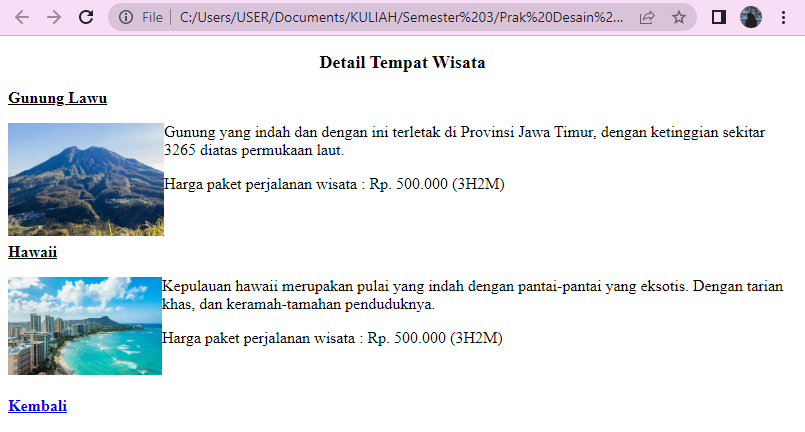 File
C:/Users/USER/Documents/KULIAH/Semester%203/Prak%20Desain%2...
Detail Tempat Wisata
Gunung Lawu
Gunung yang indah dan dengan ini terletak di Provinsi Jawa Timur, dengan ketinggian sekitar
3265 diatas permukaan laut.
Harga paket perjalanan wisata : Rp. 500.000 (3H2M)
Hawaii
Kepulauan hawaii merupakan pulai yang indah dengan pantai-pantai yang eksotis. Dengan tarian
khas, dan keramah-tamahan penduduknya.
Harga paket perjalanan wisata : Rp. 500.000 (3H2M)
Kembali